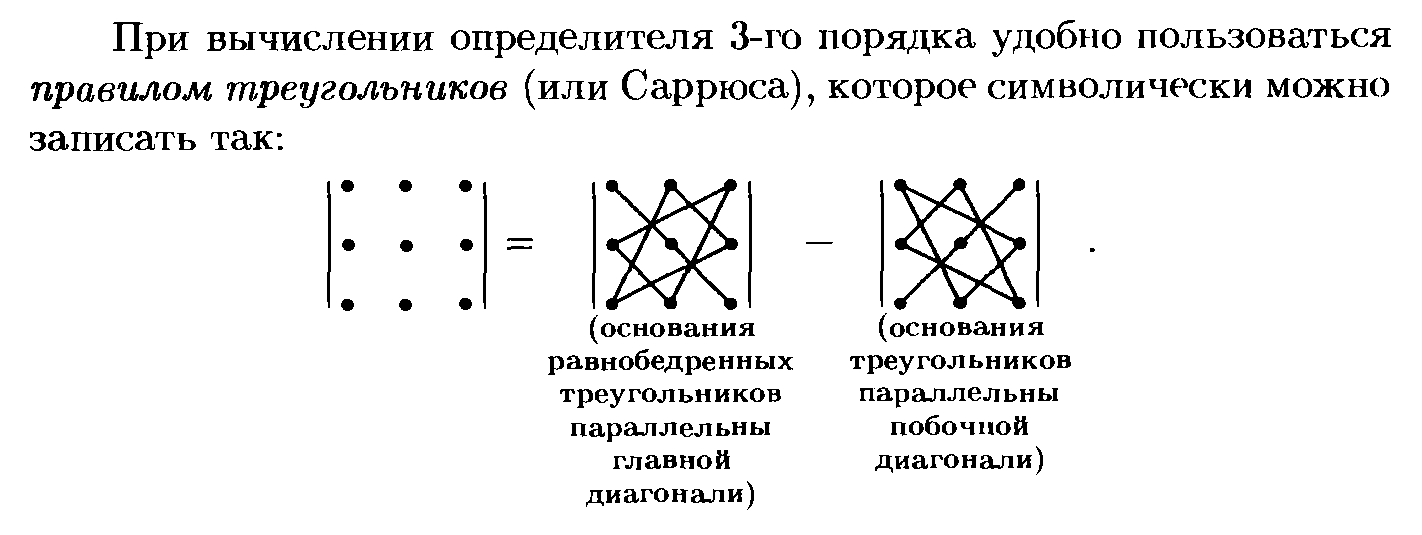 При вычислении определителя 3-го порядка удобно пользоваться
правилом треугольников (или Саррюса), которое символически можно
записать так:
= − .
(основания
равнобедренных
треугольников
параллельны
главной
диагонали)
(основания
треугольников
параллельны
побочной
диагонали)